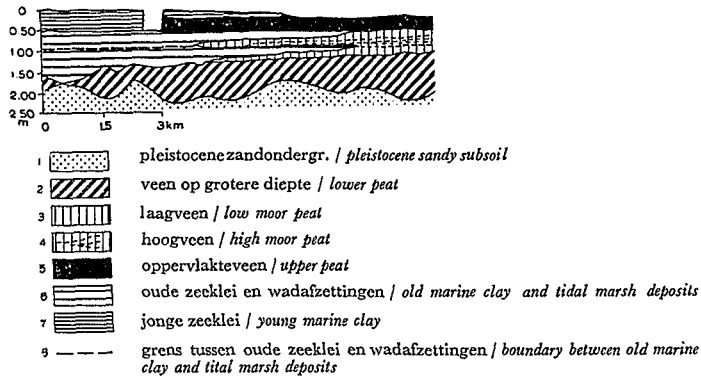 0
0.50
1.00
1.50
2.00
2.50
m 0 1.5 3km
1 pleistocene zandondergr. / pleistocene sandy subsoil
2 veen op grotere diepte / lower peat
3 laagveen / low moor peat
4 hoogveen / high moor peat
5 oppervlakteveen / upper peat
6 oude zeeklei en wadafzettingen / old marine clay and tidal marsh deposits
7 jonge zeeklei / young marine clay
8 grens tussen oude zeeklei en wadafzettingen / boundary between old marine
clay and tital marsh deposits